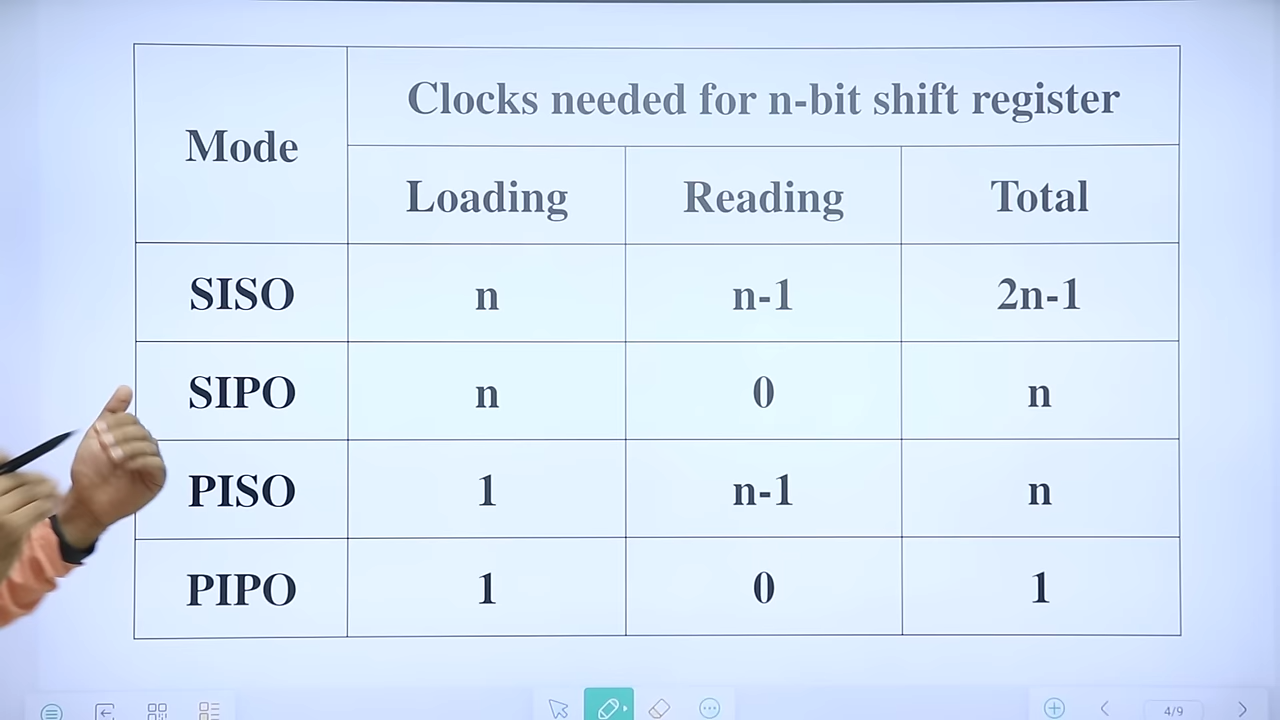 Mode
Clocks needed for n-bit shift register
Loading Reading Total
SISO n n-1 2n-1
SIPO n 0 n
PISO 1 n-1 n
PIPO 1 0 1
4/9